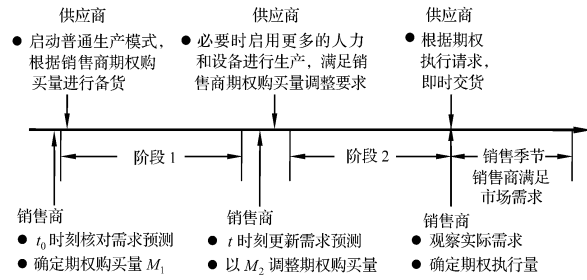 供应商
● 启动普通生产模式，
根据销售商期权购
买量进行备货
供应商
● 必要时启用更多的人力
和设备进行生产，满足销
售商期权购买量调整要求
供应商
● 根据期权
执行请求，
即时交货
阶段 1
阶段 2
销售季节
销售商满足
市场需求
销售商
● t₀ 时刻核对需求预测
● 确定期权购买量 M₁
销售商
● t 时刻更新需求预测
● 以 M₂ 调整期权购买量
销售商
● 观察实际需求
● 确定期权执行量